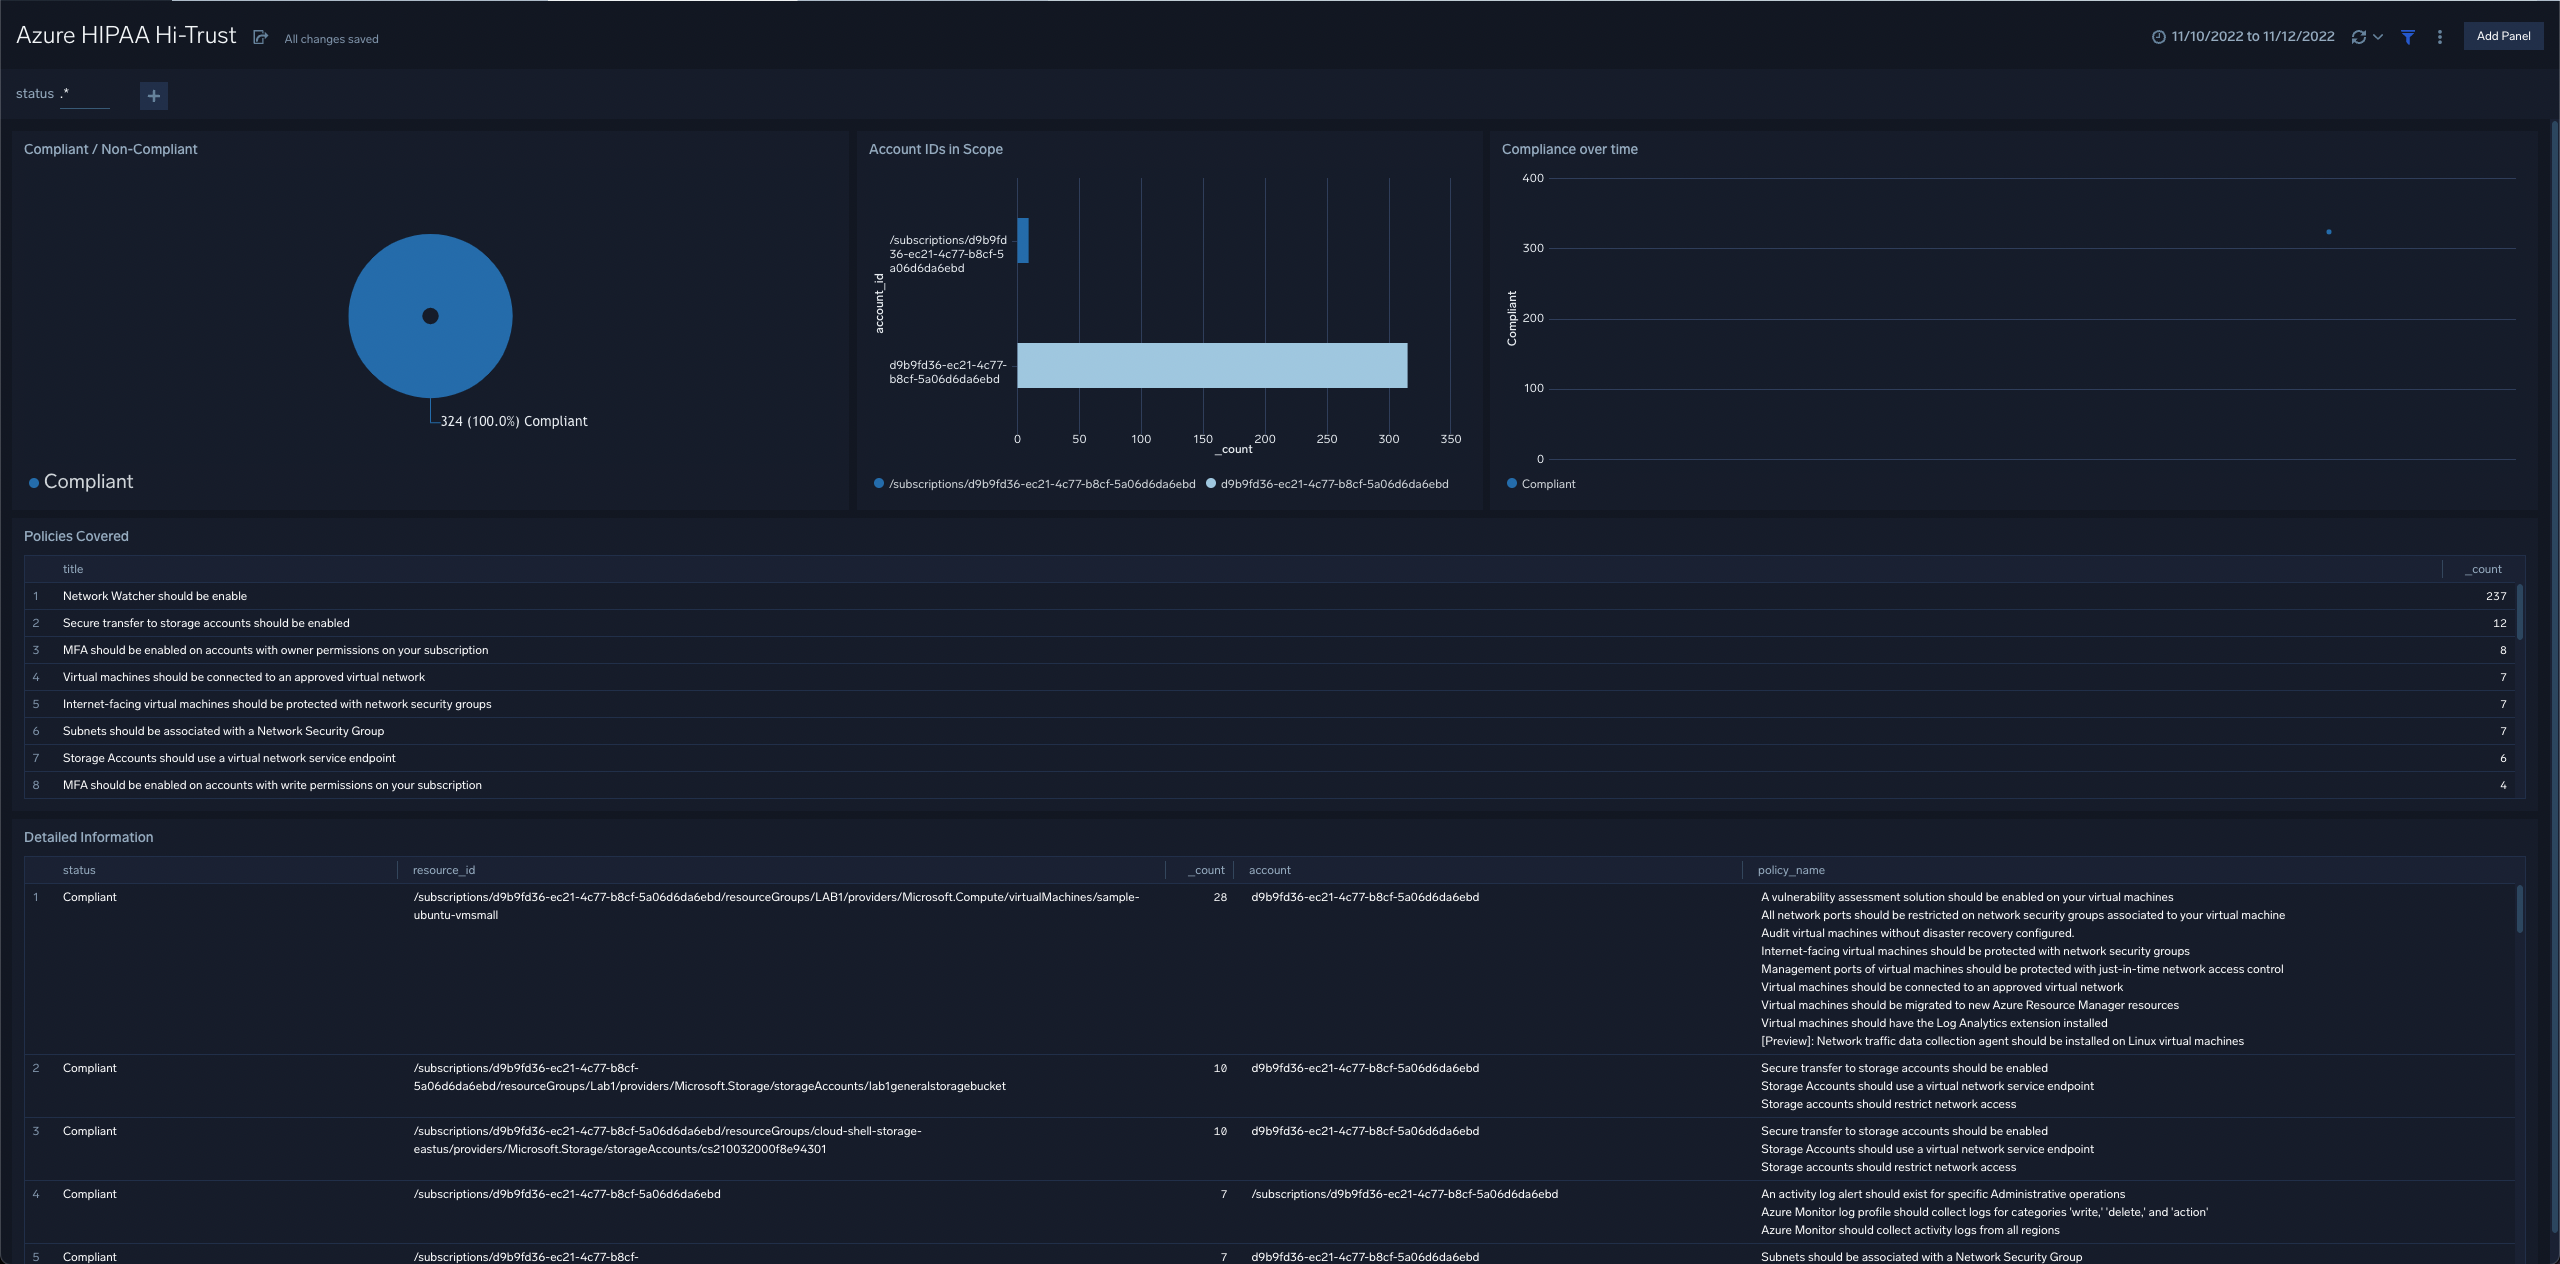 Azure HIPAA Hi-Trust
All changes saved
11/10/2022 to 11/12/2022
Add Panel
status .*
Compliant / Non-Compliant
324 (100.0%) Compliant
Compliant
Account IDs in Scope
account_id
/subscriptions/d9b9fd
36-ec21-4c77-b8cf-5
a06d6da6ebd
d9b9fd36-ec21-4c77-
b8cf-5a06d6da6ebd
0 50 100 150 200 250 300 350
_count
/subscriptions/d9b9fd36-ec21-4c77-b8cf-5a06d6da6ebd d9b9fd36-ec21-4c77-b8cf-5a06d6da6ebd
Compliance over time
Compliant
400
300
200
100
0
Compliant
Policies Covered
title _count
1 Network Watcher should be enable 237
2 Secure transfer to storage accounts should be enabled 12
3 MFA should be enabled on accounts with owner permissions on your subscription 8
4 Virtual machines should be connected to an approved virtual network 7
5 Internet-facing virtual machines should be protected with network security groups 7
6 Subnets should be associated with a Network Security Group 7
7 Storage Accounts should use a virtual network service endpoint 6
8 MFA should be enabled on accounts with write permissions on your subscription 4
Detailed Information
status resource_id _count account policy_name
1 Compliant /subscriptions/d9b9fd36-ec21-4c77-b8cf-5a06d6da6ebd/resourceGroups/LAB1/providers/Microsoft.Compute/virtualMachines/sample- 28 d9b9fd36-ec21-4c77-b8cf-5a06d6da6ebd A vulnerability assessment solution should be enabled on your virtual machines
ubuntu-vmsmall All network ports should be restricted on network security groups associated to your virtual machine
Audit virtual machines without disaster recovery configured.
Internet-facing virtual machines should be protected with network security groups
Management ports of virtual machines should be protected with just-in-time network access control
Virtual machines should be connected to an approved virtual network
Virtual machines should be migrated to new Azure Resource Manager resources
Virtual machines should have the Log Analytics extension installed
[Preview]: Network traffic data collection agent should be installed on Linux virtual machines
2 Compliant /subscriptions/d9b9fd36-ec21-4c77-b8cf- 10 d9b9fd36-ec21-4c77-b8cf-5a06d6da6ebd Secure transfer to storage accounts should be enabled
5a06d6da6ebd/resourceGroups/Lab1/providers/Microsoft.Storage/storageAccounts/lab1generalstoragebucket Storage Accounts should use a virtual network service endpoint
Storage accounts should restrict network access
3 Compliant /subscriptions/d9b9fd36-ec21-4c77-b8cf-5a06d6da6ebd/resourceGroups/cloud-shell-storage- 10 d9b9fd36-ec21-4c77-b8cf-5a06d6da6ebd Secure transfer to storage accounts should be enabled
eastus/providers/Microsoft.Storage/storageAccounts/cs210032000f8e94301 Storage Accounts should use a virtual network service endpoint
Storage accounts should restrict network access
4 Compliant /subscriptions/d9b9fd36-ec21-4c77-b8cf-5a06d6da6ebd 7 /subscriptions/d9b9fd36-ec21-4c77-b8cf-5a06d6da6ebd An activity log alert should exist for specific Administrative operations
Azure Monitor log profile should collect logs for categories 'write,' 'delete,' and 'action'
Azure Monitor should collect activity logs from all regions
5 Compliant /subscriptions/d9b9fd36-ec21-4c77-b8cf- 7 d9b9fd36-ec21-4c77-b8cf-5a06d6da6ebd Subnets should be associated with a Network Security Group